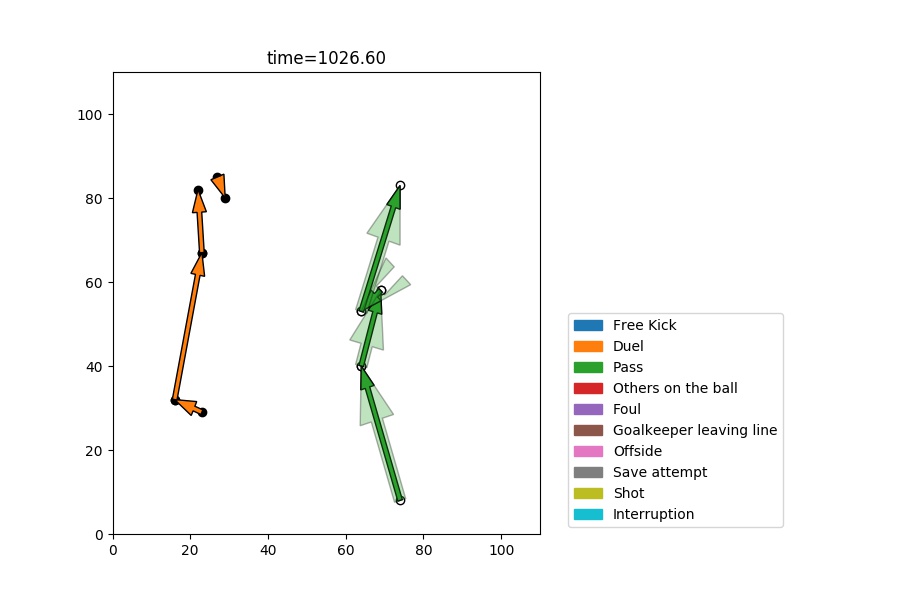 time=1026.60
100
80
60
40
20
0
0 20 40 60 80 100
Free Kick
Duel
Pass
Others on the ball
Foul
Goalkeeper leaving line
Offside
Save attempt
Shot
Interruption